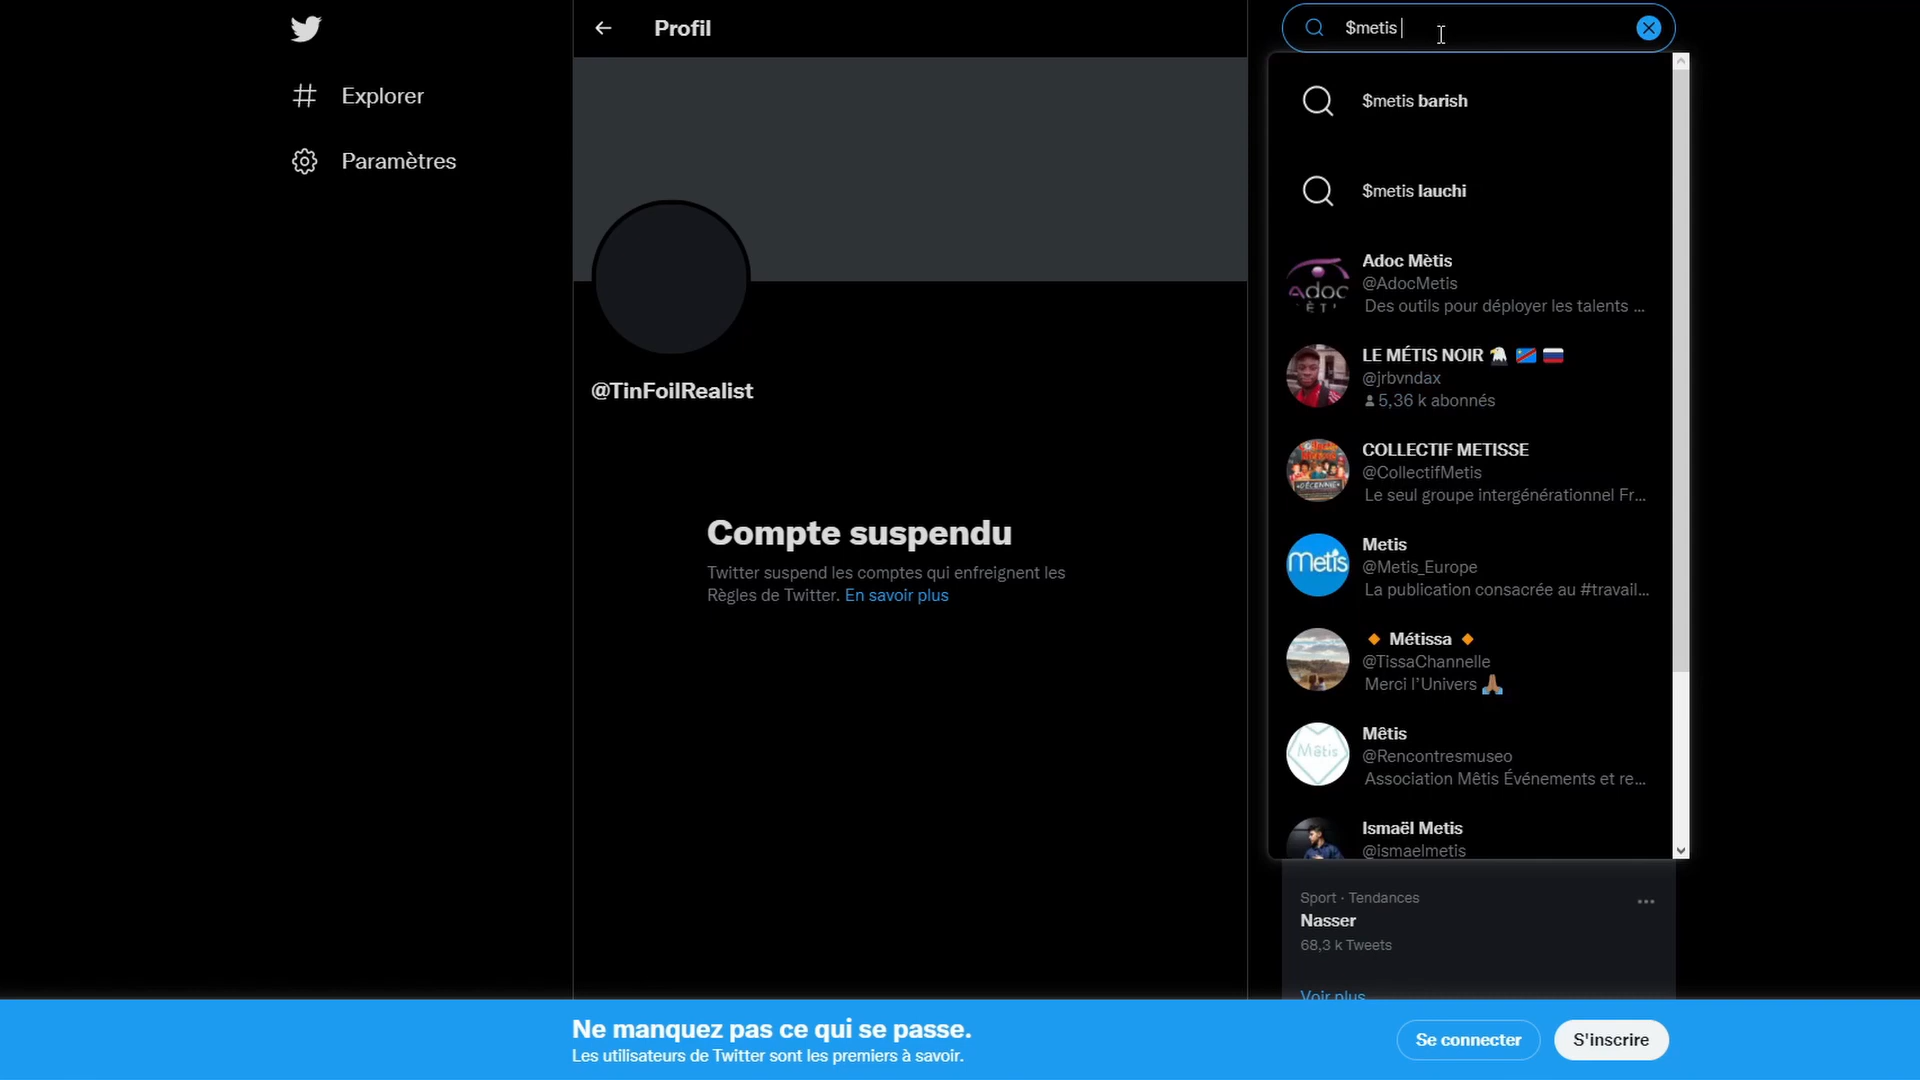 Explorer
Paramètres
Profil
@TinFoilRealist
Compte suspendu
Twitter suspend les comptes qui enfreignent les
Règles de Twitter. En savoir plus
$metis
$metis barish
$metis lauchi
Adoc Mètis
@AdocMetis
Des outils pour déployer les talents ...
LE MÉTIS NOIR 🦅 🇨🇩 🇷🇺
@jrbvndax
5,36 k abonnés
COLLECTIF METISSE
@CollectifMetis
Le seul groupe intergénérationnel Fr...
Metis
Metis
@Metis_Europe
La publication consacrée au #travail...
🔸 Métissa 🔸
@TissaChannelle
Merci l'Univers 🙏🏽
Mêtis
Mêtis
@Rencontresmuseo
Association Mêtis Événements et re...
Ismaël Metis
@ismaelmetis
Sport · Tendances
Nasser
68,3 k Tweets
Voir plus
Ne manquez pas ce qui se passe.
Les utilisateurs de Twitter sont les premiers à savoir.
Se connecter
S'inscrire